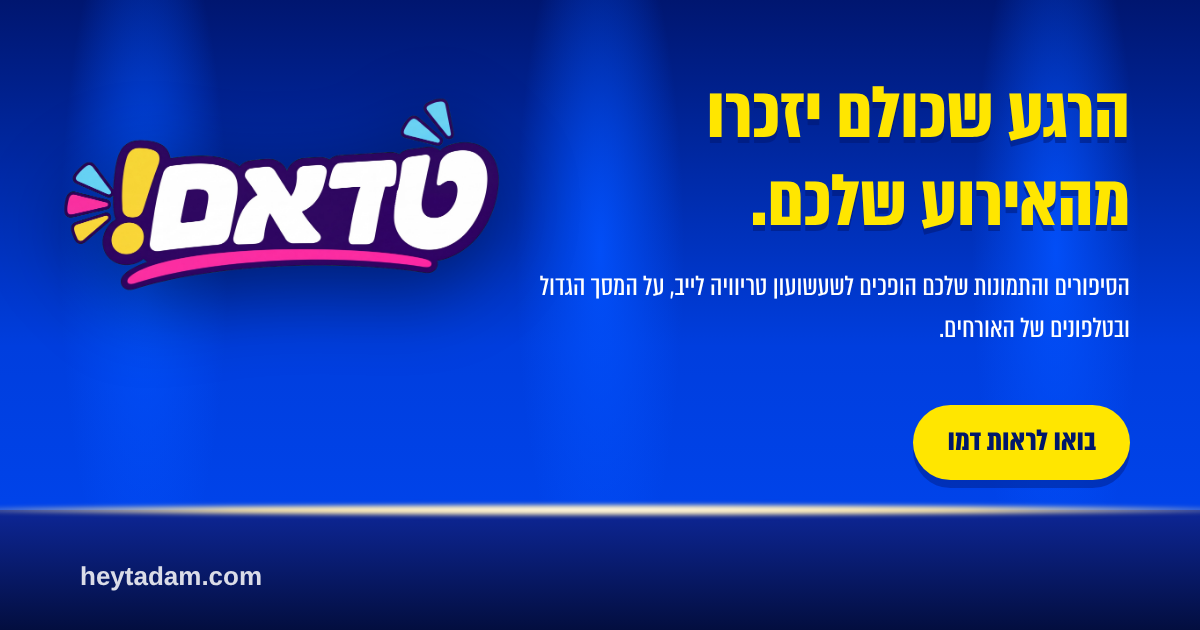 הרגע שכולם יזכרו
מהאירוע שלכם.
טדאם!
הסיפורים והתמונות שלכם הופכים לשעשועון טריוויה לייב, על המסך הגדול
ובטלפונים של האורחים.
בואו לראות דמו
heytadam.com